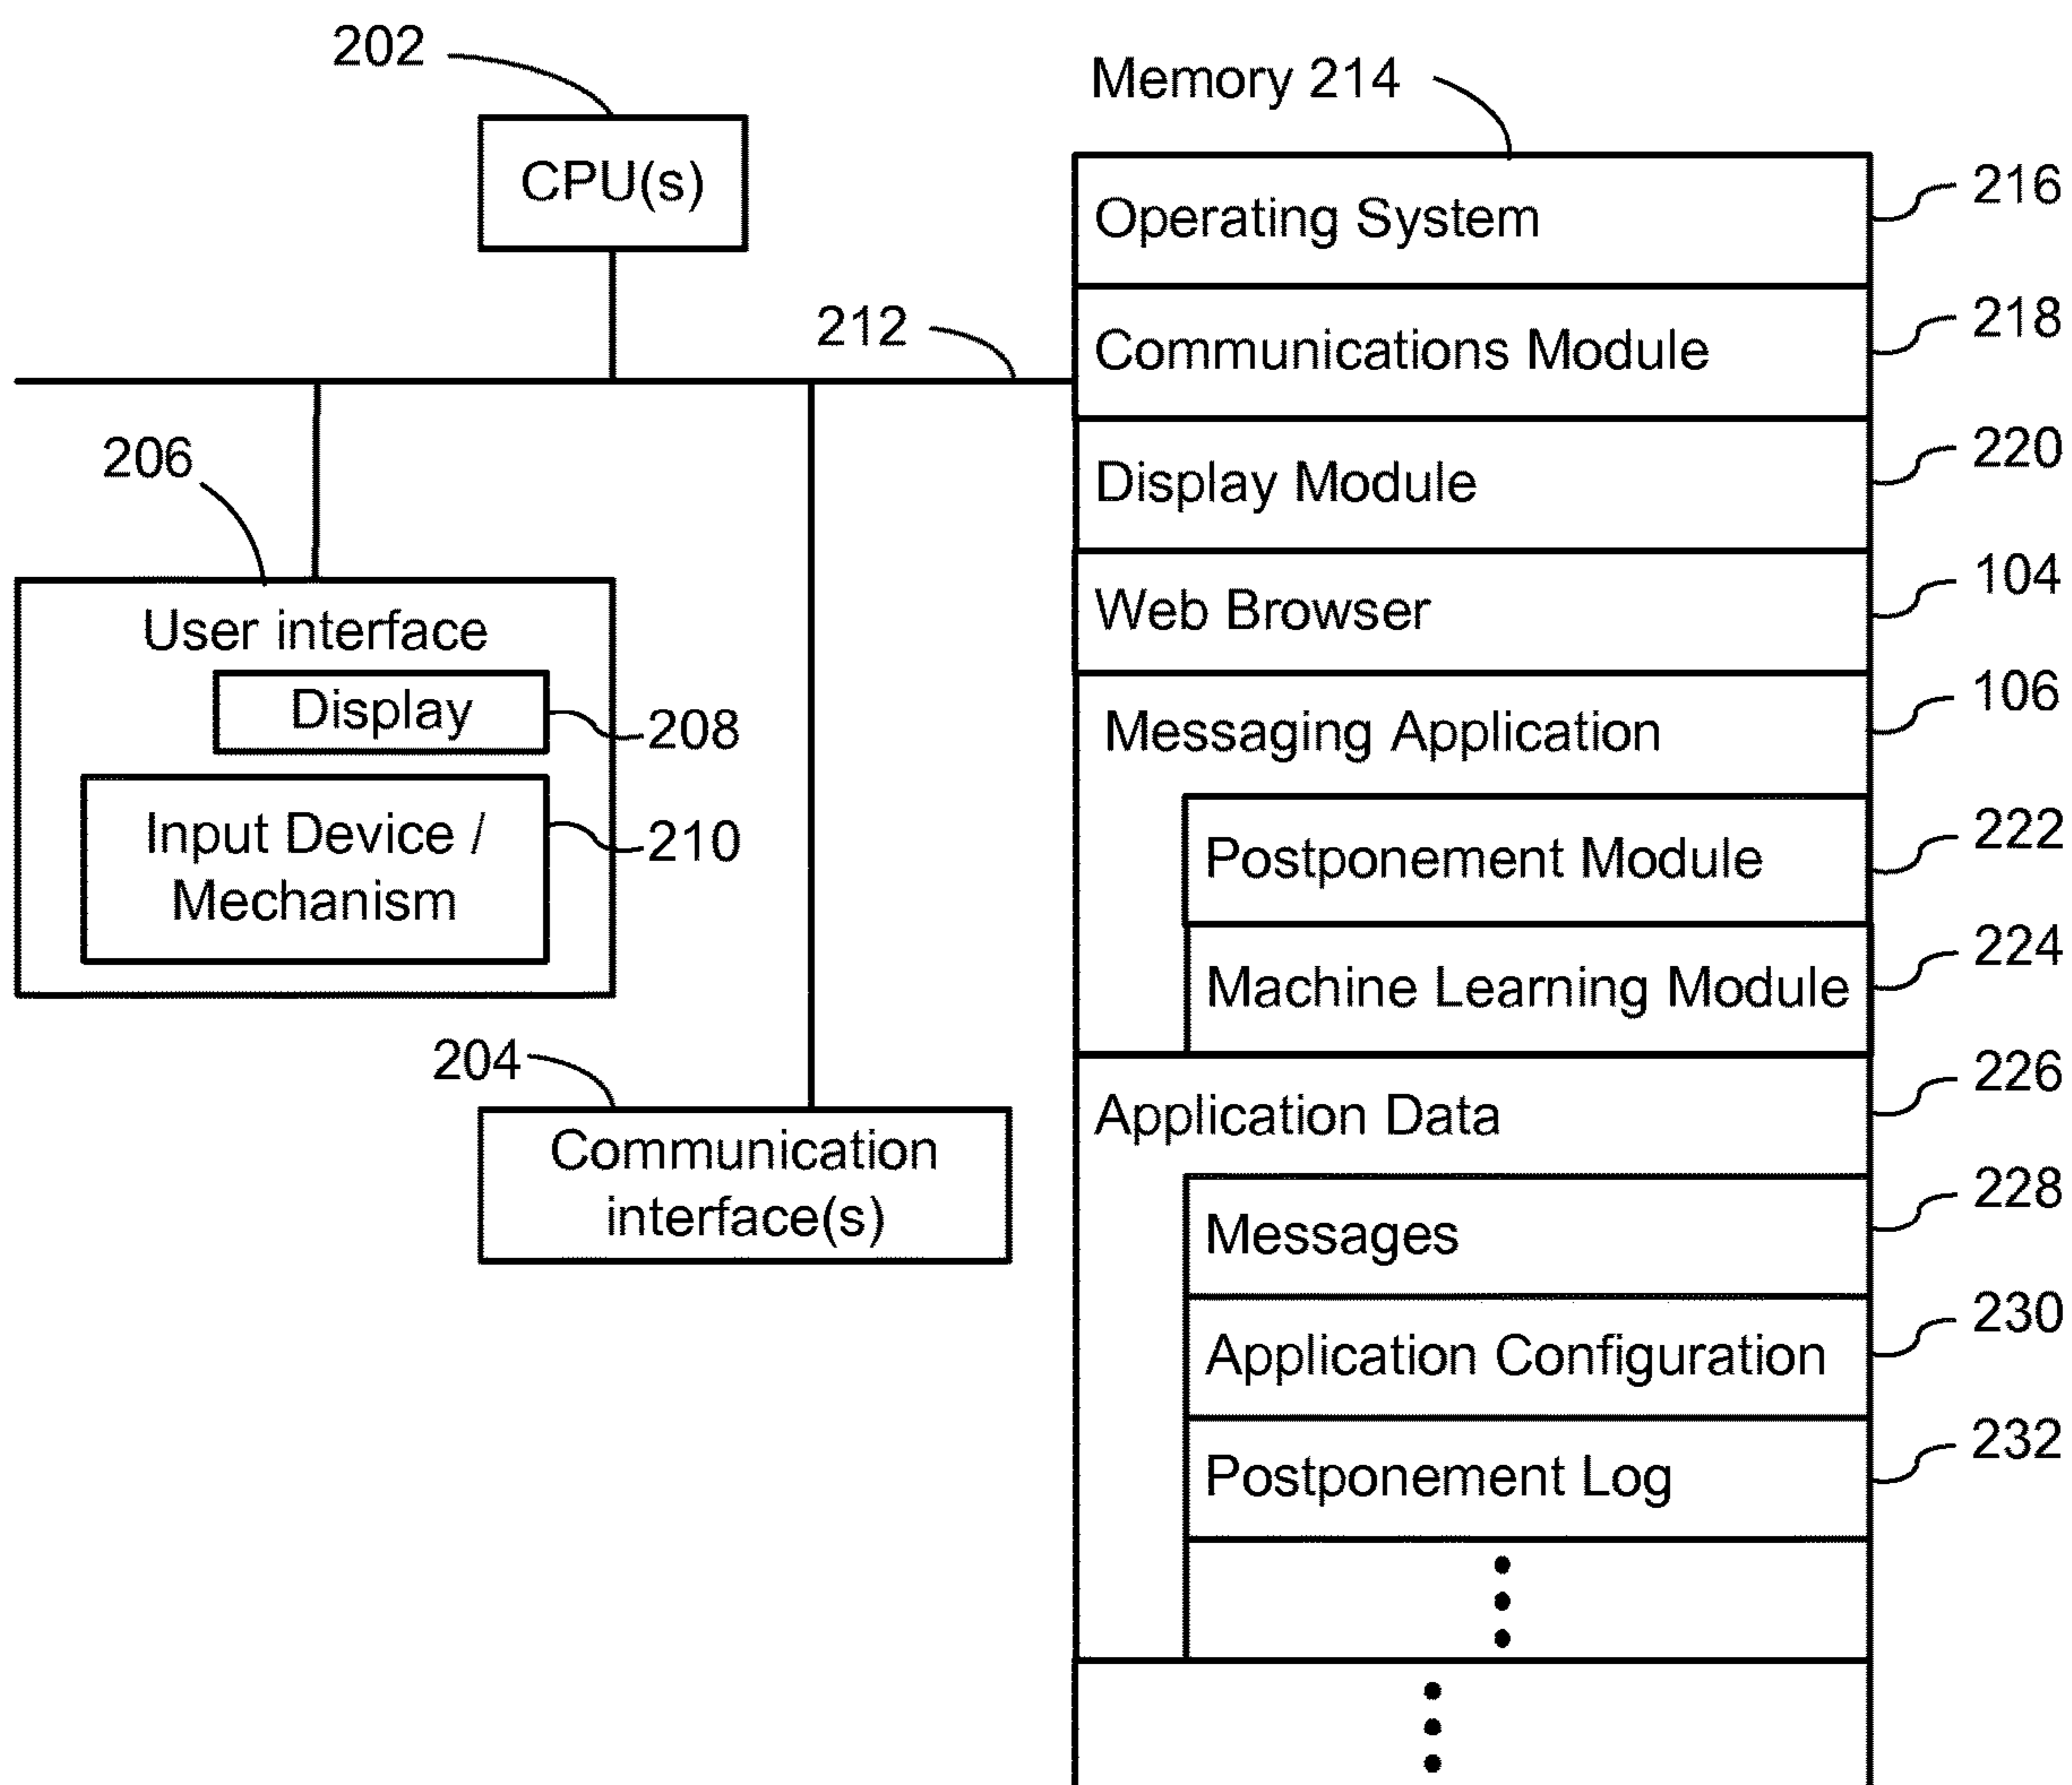 202
CPU(s)
212
206
User interface
Display
208
Input Device /
Mechanism
210
204
Communication
interface(s)
Memory 214
Operating System
216
Communications Module
218
Display Module
220
Web Browser
104
Messaging Application
106
Postponement Module
222
Machine Learning Module
224
Application Data
226
Messages
228
Application Configuration
230
Postponement Log
232